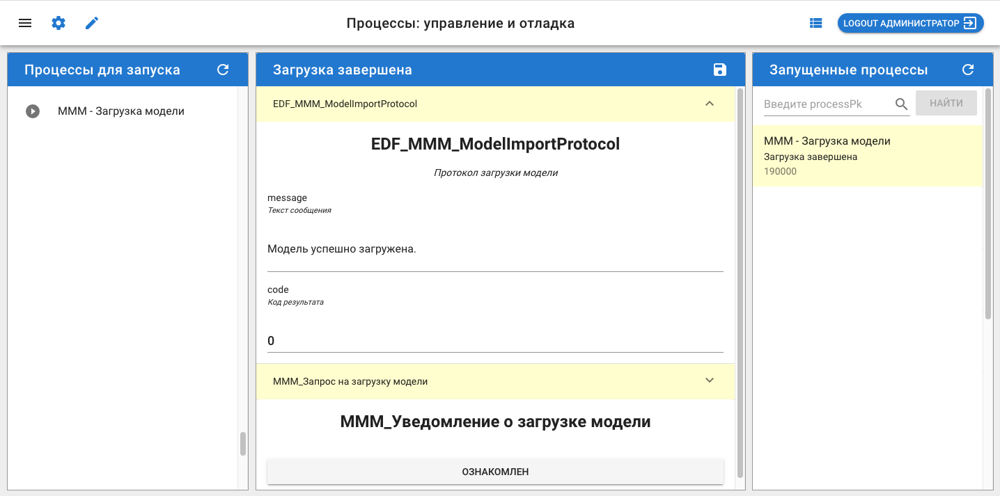 Процессы: управление и отладка
LOGOUT АДМИНИСТРАТОР
Процессы для запуска
МММ - Загрузка модели
Загрузка завершена
EDF_MMM_ModelImportProtocol
EDF_MMM_ModelImportProtocol
Протокол загрузки модели
message
Текст сообщения
Модель успешно загружена.
code
Код результата
0
МММ_Запрос на загрузку модели
МММ_Уведомление о загрузке модели
ОЗНАКОМЛЕН
Запущенные процессы
Введите processPk
НАЙТИ
МММ - Загрузка модели
Загрузка завершена
190000